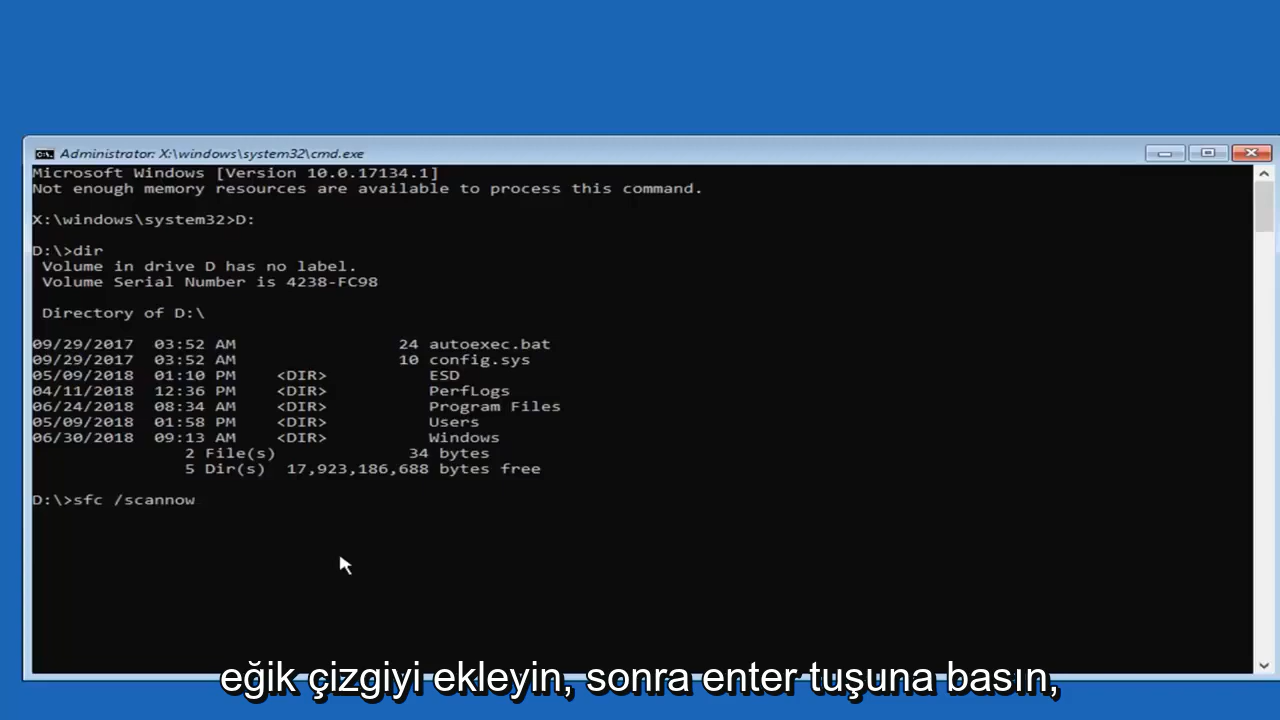 Administrator: X:\windows\system32\cmd.exe
Microsoft Windows [Version 10.0.17134.1]
Not enough memory resources are available to process this command.
X:\windows\system32>D:
D:\>dir
Volume in drive D has no label.
Volume Serial Number is 4238-FC98
Directory of D:\
09/29/2017 03:52 AM 24 autoexec.bat
09/29/2017 03:52 AM 10 config.sys
05/09/2018 01:10 PM <DIR> ESD
04/11/2018 12:36 PM <DIR> PerfLogs
06/24/2018 08:34 AM <DIR> Program Files
05/09/2018 01:58 PM <DIR> Users
06/30/2018 09:13 AM <DIR> Windows
2 File(s) 34 bytes
5 Dir(s) 17,923,186,688 bytes free
D:\>sfc /scannow
eğik çizgiyi ekleyin, sonra enter tuşuna basın,